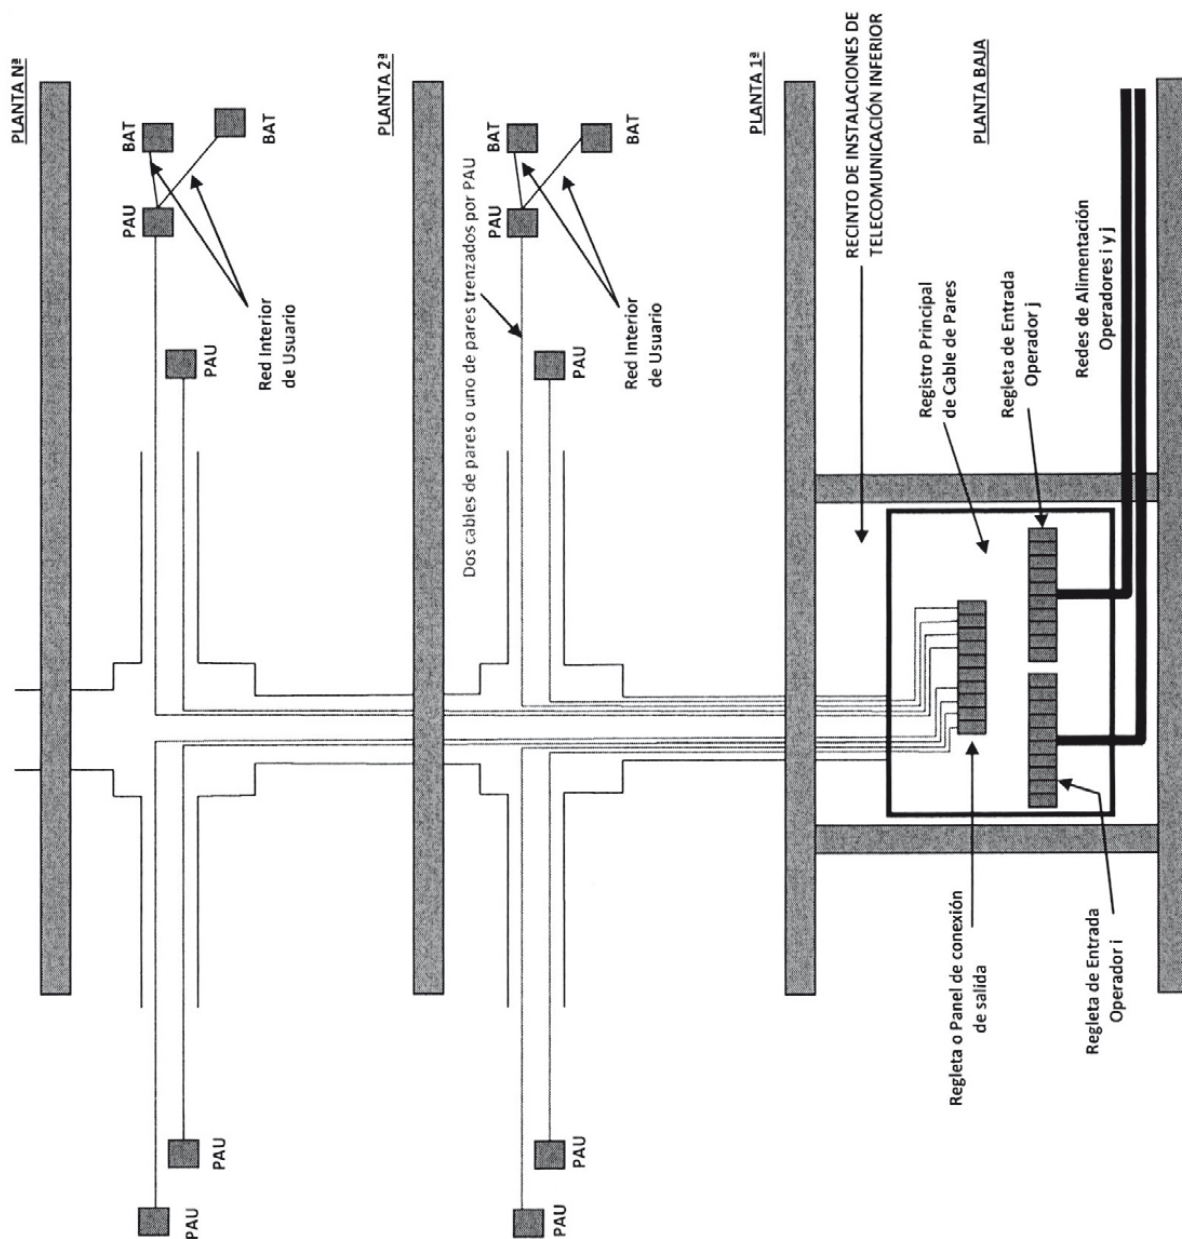 PLANTA Nª
PAU
BAT
PAU
PAU
PAU
Red Interior
de Usuario
BAT
PLANTA 2ª
Dos cables de pares o uno de pares trenzados por PAU
PAU
BAT
PAU
PAU
PAU
Red Interior
de Usuario
BAT
PLANTA 1ª
RECINTO DE INSTALACIONES DE
TELECOMUNICACIÓN INFERIOR
Registro Principal
de Cable de Pares
PLANTA BAJA
Regleta o Panel de conexión
de salida
Regleta de Entrada
Operador j
Redes de Alimentación
Operadores i y j
Regleta de Entrada
Operador i